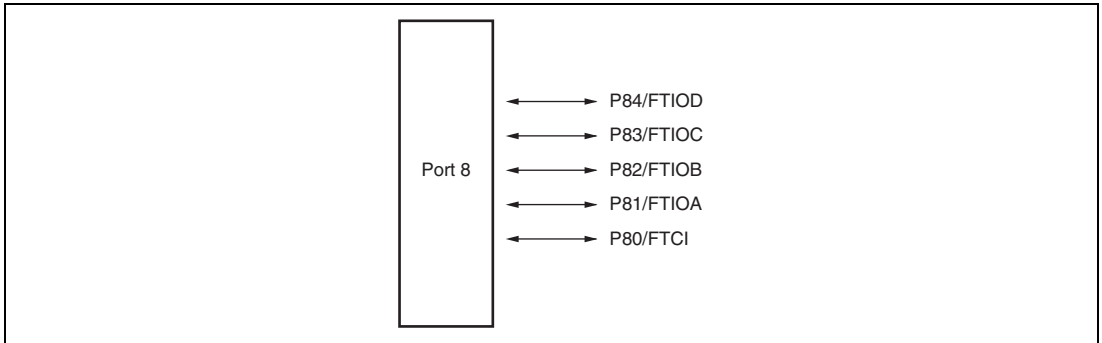 Port 8
P84/FTIOD
P83/FTIOC
P82/FTIOB
P81/FTIOA
P80/FTCI